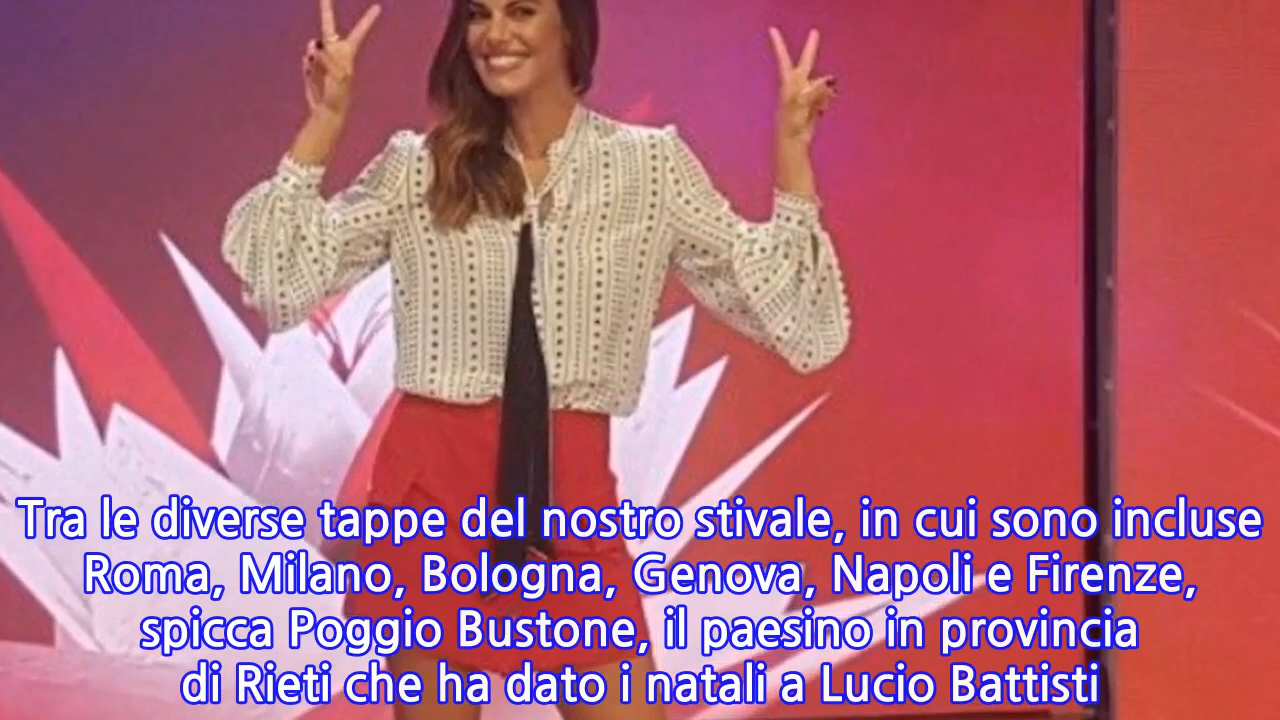 Tra le diverse tappe del nostro stivale, in cui sono incluse
Roma, Milano, Bologna, Genova, Napoli e Firenze,
spicca Poggio Bustone, il paesino in provincia
di Rieti che ha dato i natali a Lucio Battisti